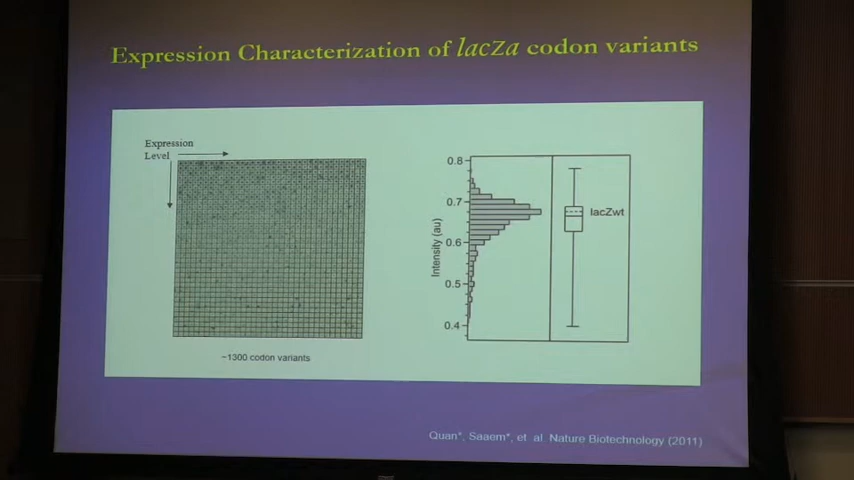 Expression Characterization of lacZa codon variants
Expression
Level
~1300 codon variants
0.8
0.7
0.6
0.5
0.4
Intensity (au)
lacZwt
Quan*, Saaem*, et al Nature Biotechnology (2011)